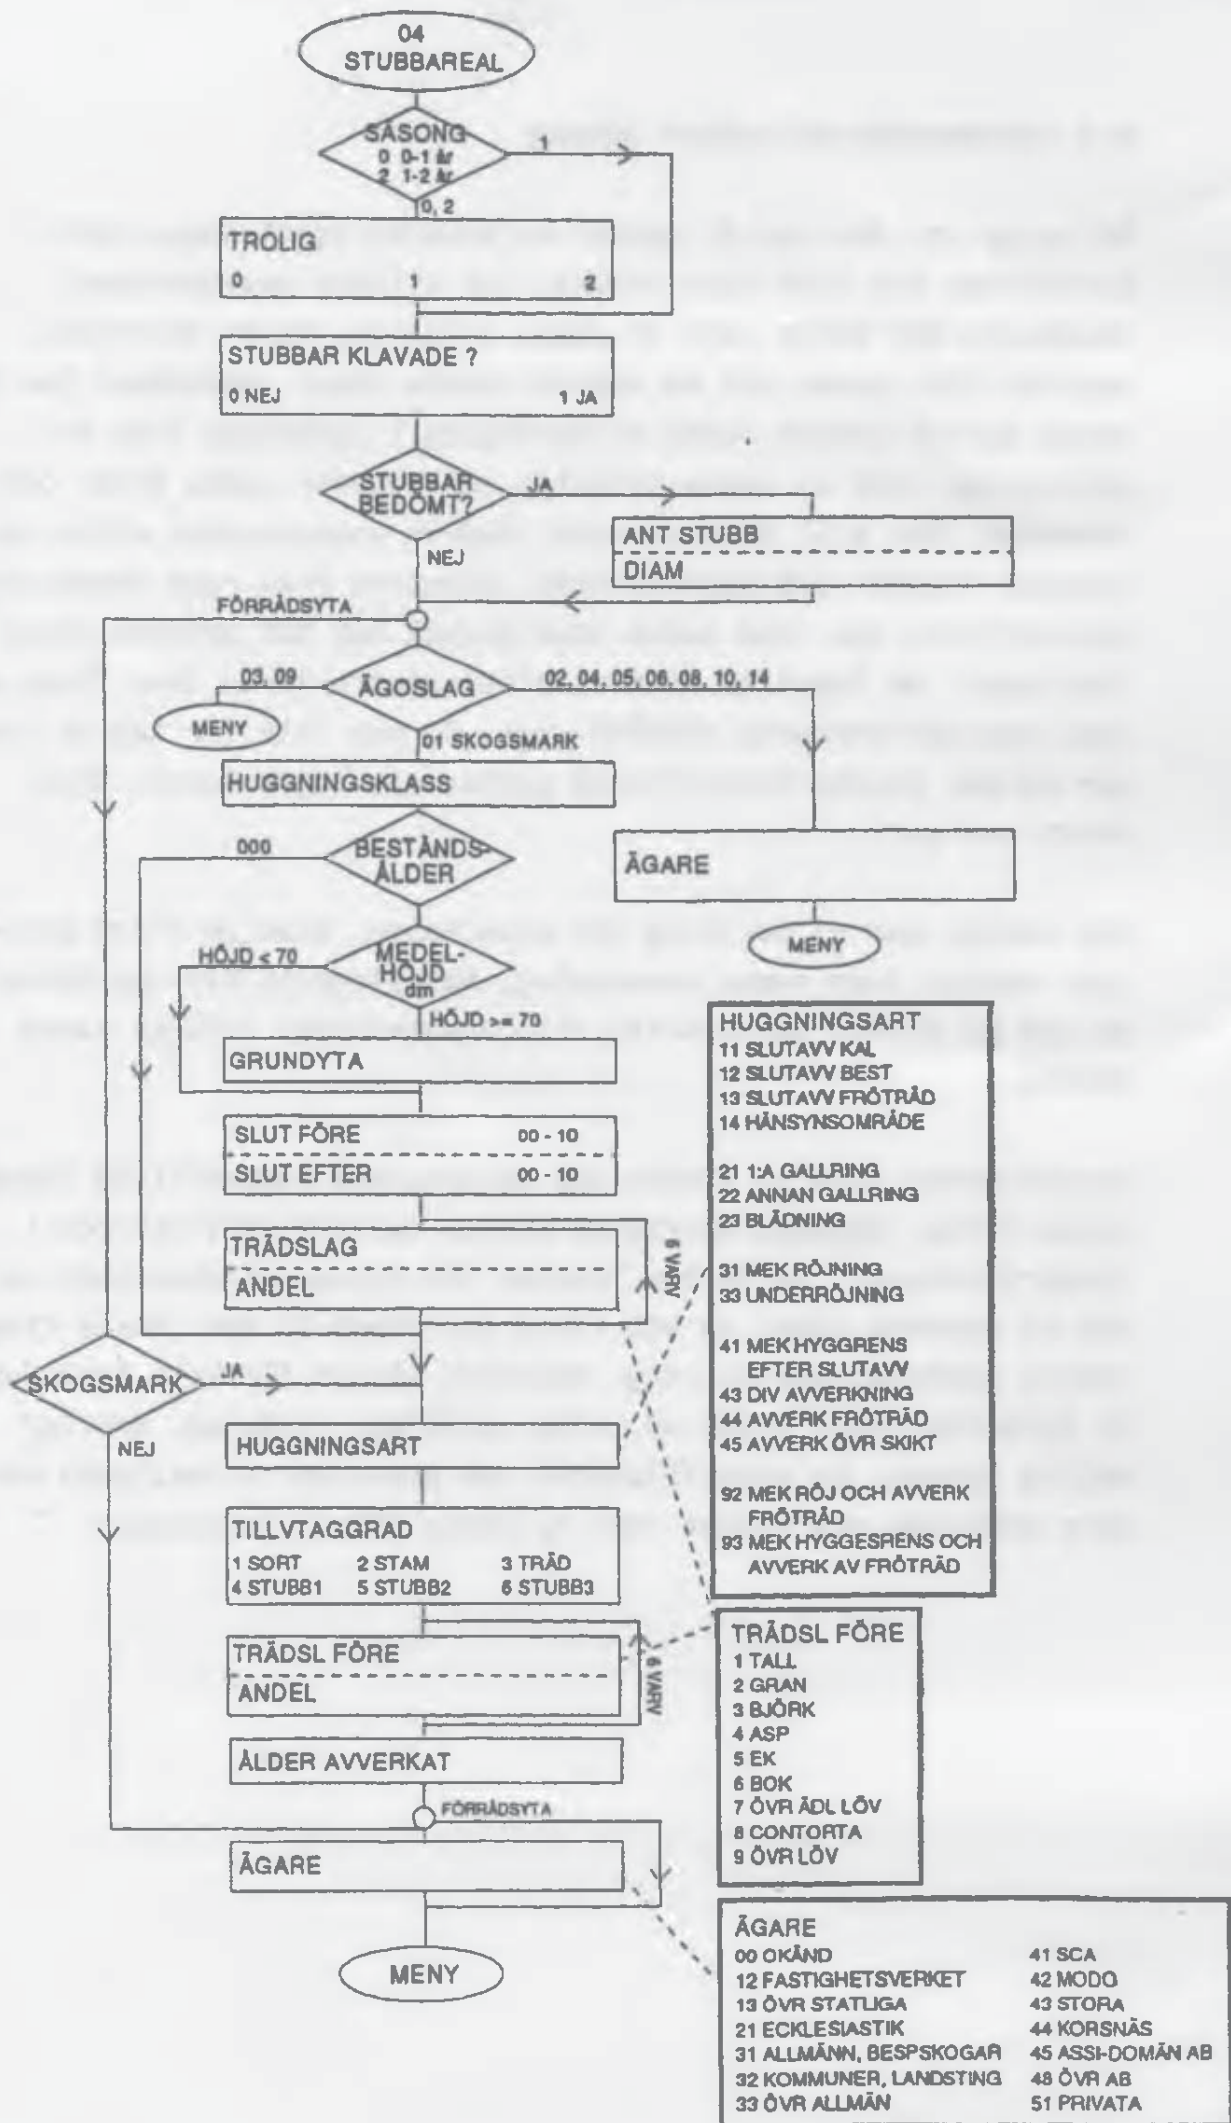 04
STUBBAREAL
SÄSONG
0 0-1 år
2 1-2 år
1
0, 2
TROLIG
0 1 2
STUBBAR KLAVADE ?
0 NEJ 1 JA
STUBBAR
BEDÖMT?
JA
NEJ
ANT STUBB
DIAM
FÖRRÅDSYTA
03, 09
ÄGOSLAG
02, 04, 05, 06, 08, 10, 14
MENY
01 SKOGSMARK
HUGGNINGSKLASS
000
BESTÅNDS-
ÅLDER
ÄGARE
MENY
HÖJD < 70
MEDEL-
HÖJD
dm
HÖJD >= 70
GRUNDYTA
SLUT FÖRE 00 - 10
SLUT EFTER 00 - 10
TRÄDSLAG
ANDEL
6 VARV
SKOGSMARK
JA
NEJ
HUGGNINGSART
TILLVTAGGRAD
1 SORT 2 STAM 3 TRÄD
4 STUBB1 5 STUBB2 6 STUBB3
TRÄDSL FÖRE
ANDEL
6 VARV
ÅLDER AVVERKAT
FÖRRÅDSYTA
ÄGARE
MENY
HUGGNINGSART
11 SLUTAVV KAL
12 SLUTAVV BEST
13 SLUTAVV FRÖTRÄD
14 HÄNSYNSOMRÅDE
21 1:A GALLRING
22 ANNAN GALLRING
23 BLÄDNING
31 MEK RÖJNING
33 UNDERRÖJNING
41 MEK HYGGRENS
EFTER SLUTAVV
43 DIV AVVERKNING
44 AVVERK FRÖTRÄD
45 AVVERK ÖVR SKIKT
92 MEK RÖJ OCH AVVERK
FRÖTRÄD
93 MEK HYGGESRENS OCH
AVVERK AV FRÖTRÄD
TRÄDSL FÖRE
1 TALL
2 GRAN
3 BJÖRK
4 ASP
5 EK
6 BOK
7 ÖVR ÄDL LÖV
8 CONTORTA
9 ÖVR LÖV
ÄGARE
00 OKÄND 41 SCA
12 FASTIGHETSVERKET 42 MODO
13 ÖVR STATLIGA 43 STORA
21 ECKLESIASTIK 44 KORSNÄS
31 ALLMÄNN, BESPSKOGAR 45 ASSI-DOMÄN AB
32 KOMMUNER, LANDSTING 48 ÖVR AB
33 ÖVR ALLMÄN 51 PRIVATA